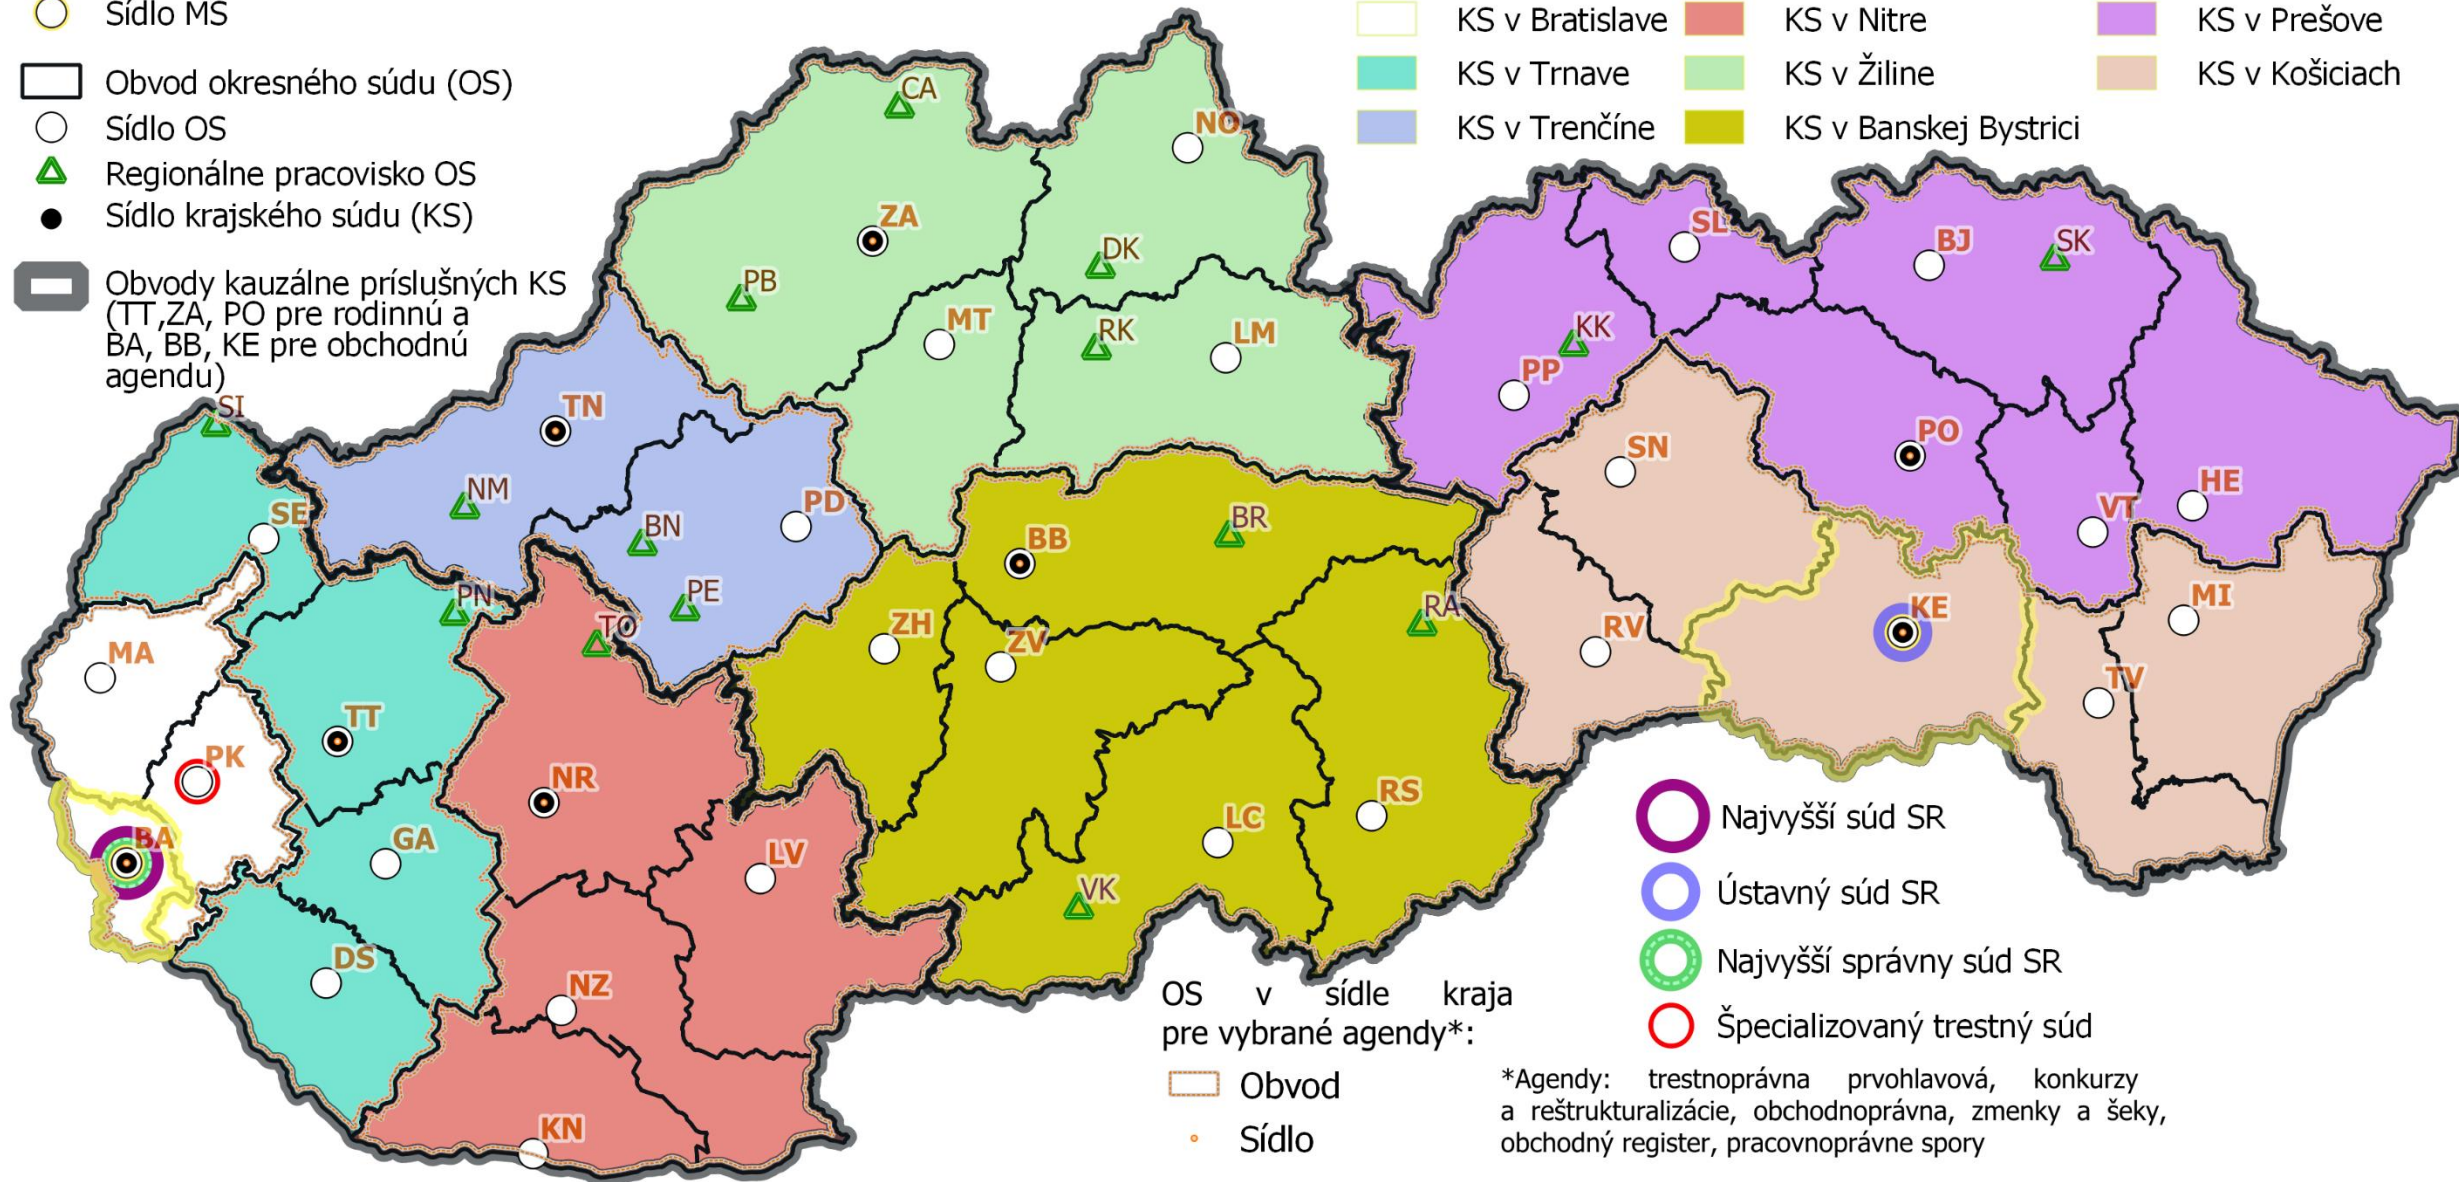 Sídlo MS
Obvod okresného súdu (OS)
Sídlo OS
Regionálne pracovisko OS
Sídlo krajského súdu (KS)
Obvody kauzálne príslušných KS
(TT,ZA, PO pre rodinnú a
BA, BB, KE pre obchodnú
agendu)
KS v Bratislave
KS v Nitre
KS v Prešove
KS v Trnave
KS v Žiline
KS v Košiciach
KS v Trenčíne
KS v Banskej Bystrici
CA
NO
ZA
SL
BJ
SK
DK
PB
MT
RK
LM
KK
PP
SI
TN
PO
SN
NM
PD
HE
SE
BN
BR
VT
BB
PN
PE
RA
MI
TO
ZH
KE
MA
ZV
RV
TV
TT
PK
NR
RS
BA
GA
LV
LC
VK
DS
NZ
KN
Najvyšší súd SR
Ústavný súd SR
Najvyšší správny súd SR
Špecializovaný trestný súd
OS v sídle kraja
pre vybrané agendy*:
Obvod
Sídlo
*Agendy: trestnoprávna prvohlavová, konkurzy
a reštrukturalizácie, obchodnoprávna, zmenky a šeky,
obchodný register, pracovnoprávne spory